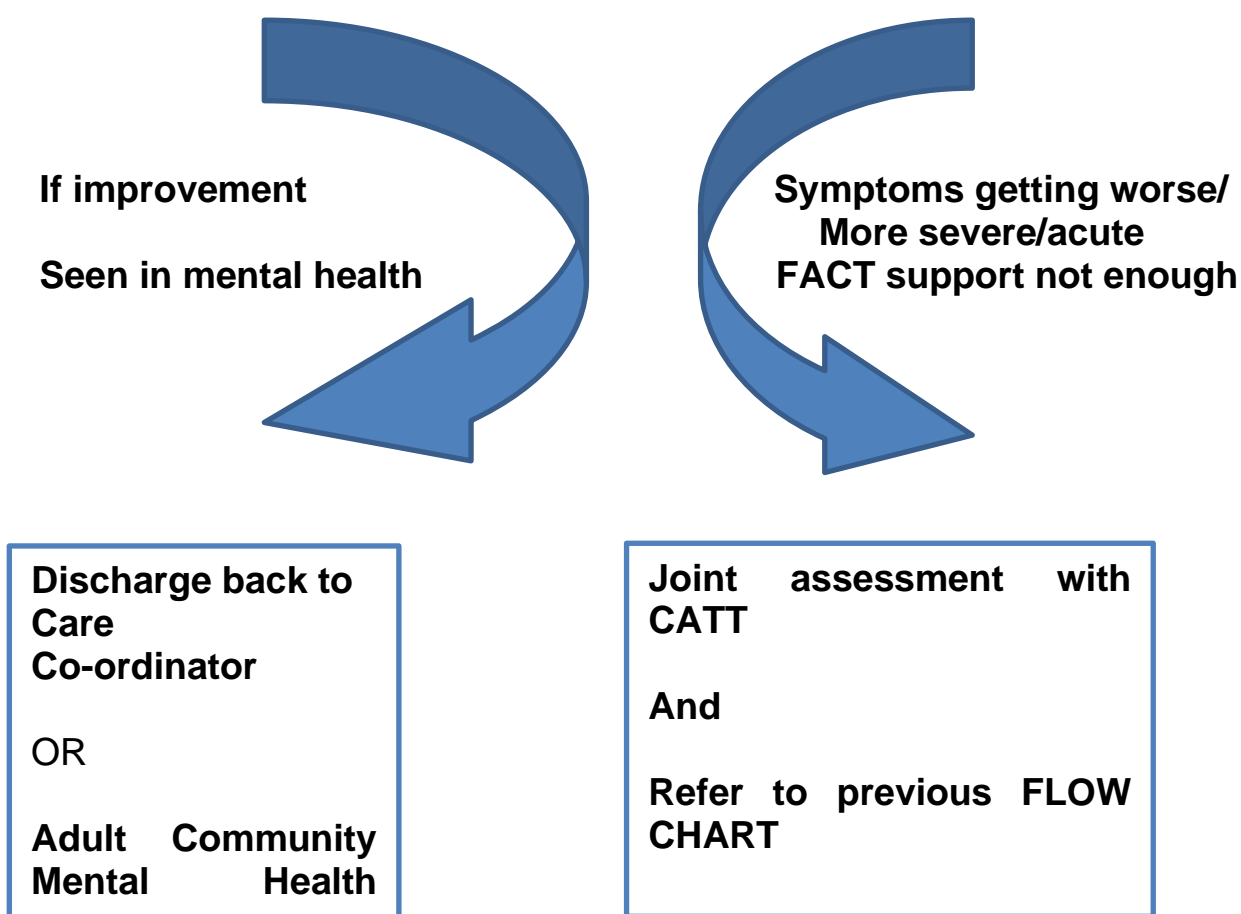 If improvement
Seen in mental health
Symptoms getting worse/
More severe/acute
FACT support not enough
Discharge back to
Care
Co-ordinator
OR
Adult Community
Mental Health
Joint assessment with
CATT
And
Refer to previous FLOW
CHART